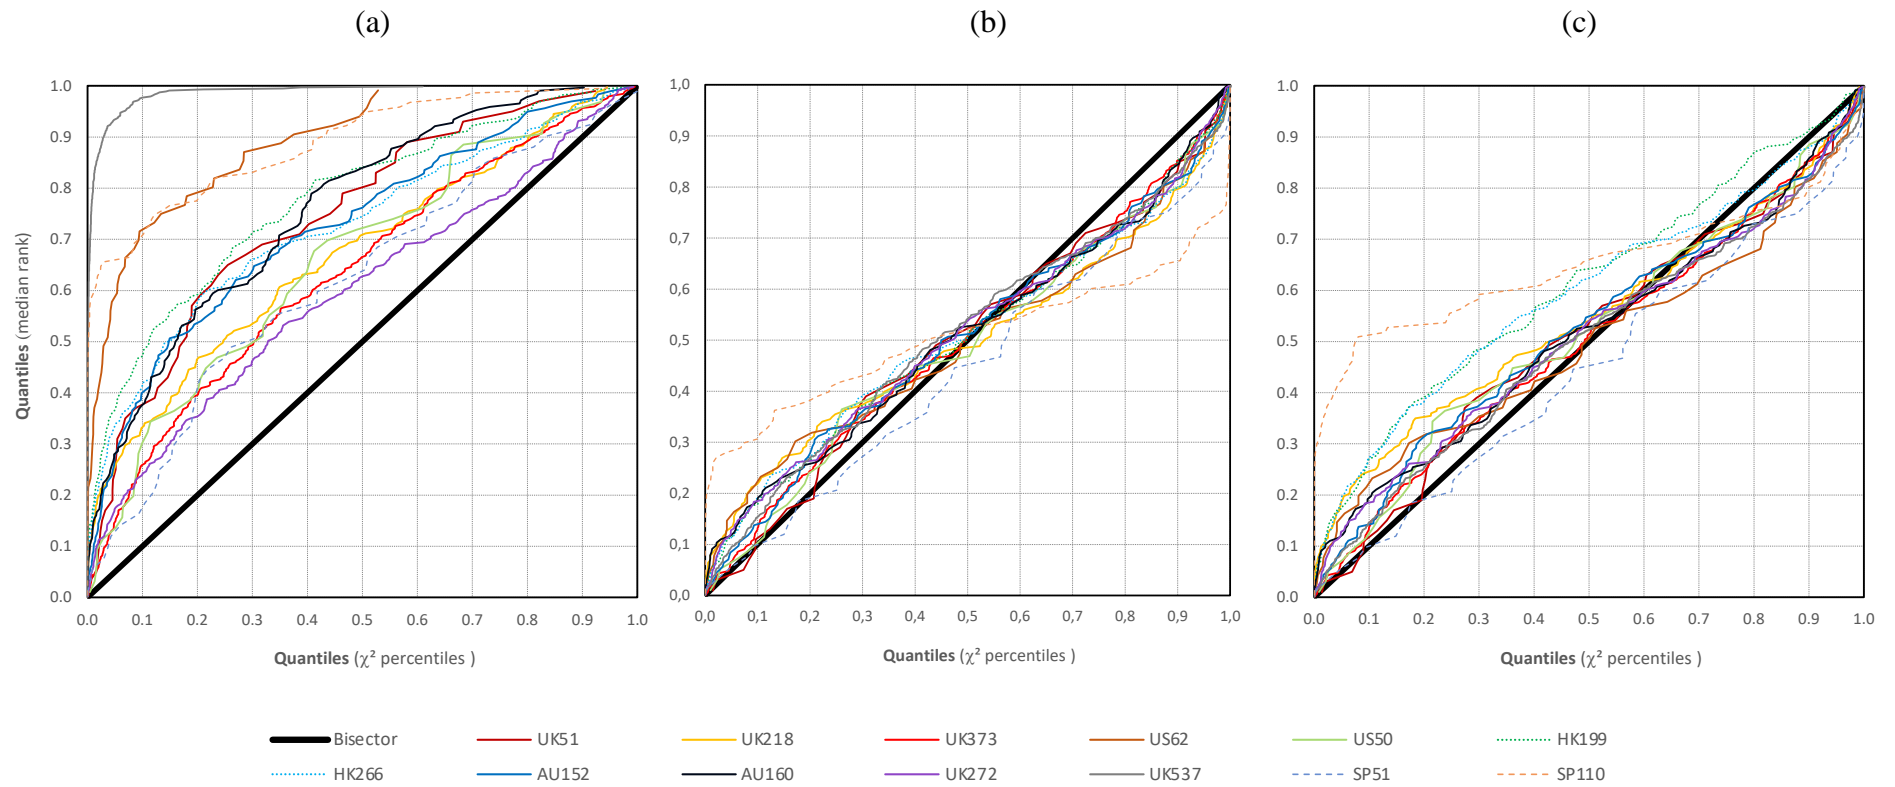 (a)
(b)
(c)
Quantiles (median rank)
1.0
0.9
0.8
0.7
0.6
0.5
0.4
0.3
0.2
0.1
0.0
0.0 0.1 0.2 0.3 0.4 0.5 0.6 0.7 0.8 0.9 1.0
Quantiles (χ² percentiles )
1,0
0,9
0,8
0,7
0,6
0,5
0,4
0,3
0,2
0,1
0,0
0,0 0,1 0,2 0,3 0,4 0,5 0,6 0,7 0,8 0,9 1,0
Quantiles (χ² percentiles )
1.0
0.9
0.8
0.7
0.6
0.5
0.4
0.3
0.2
0.1
0.0
0.0 0.1 0.2 0.3 0.4 0.5 0.6 0.7 0.8 0.9 1.0
Quantiles (χ² percentiles )
Bisector UK51 UK218 UK373 US62 US50 HK199
HK266 AU152 AU160 UK272 UK537 SP51 SP110